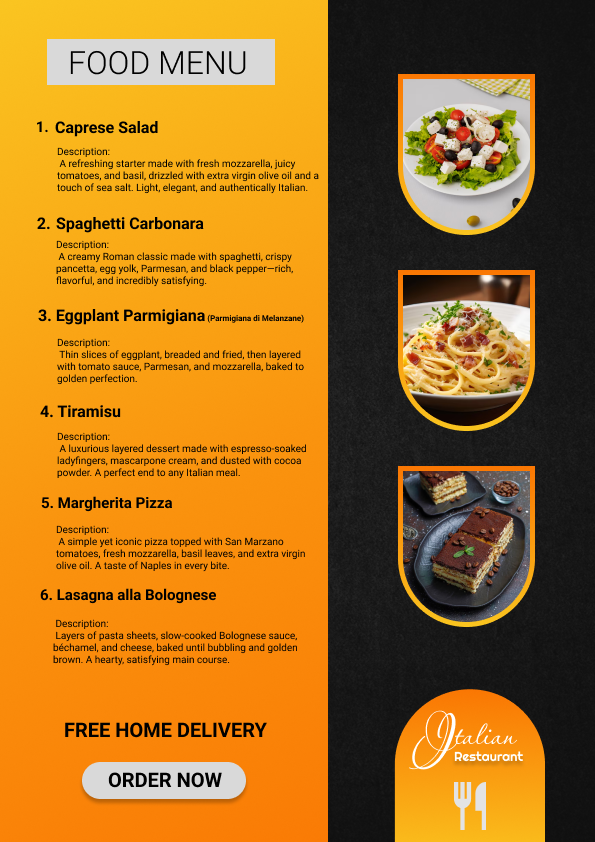 FOOD MENU
1. Caprese Salad
Description:
A refreshing starter made with fresh mozzarella, juicy
tomatoes, and basil, drizzled with extra virgin olive oil and a
touch of sea salt. Light, elegant, and authentically Italian.
2. Spaghetti Carbonara
Description:
A creamy Roman classic made with spaghetti, crispy
pancetta, egg yolk, Parmesan, and black pepper—rich,
flavorful, and incredibly satisfying.
3. Eggplant Parmigiana (Parmigiana di Melanzane)
Description:
Thin slices of eggplant, breaded and fried, then layered
with tomato sauce, Parmesan, and mozzarella, baked to
golden perfection.
4. Tiramisu
Description:
A luxurious layered dessert made with espresso-soaked
ladyfingers, mascarpone cream, and dusted with cocoa
powder. A perfect end to any Italian meal.
5. Margherita Pizza
Description:
A simple yet iconic pizza topped with San Marzano
tomatoes, fresh mozzarella, basil leaves, and extra virgin
olive oil. A taste of Naples in every bite.
6. Lasagna alla Bolognese
Description:
Layers of pasta sheets, slow-cooked Bolognese sauce,
béchamel, and cheese, baked until bubbling and golden
brown. A hearty, satisfying main course.
FREE HOME DELIVERY
ORDER NOW
Italian
Restaurant